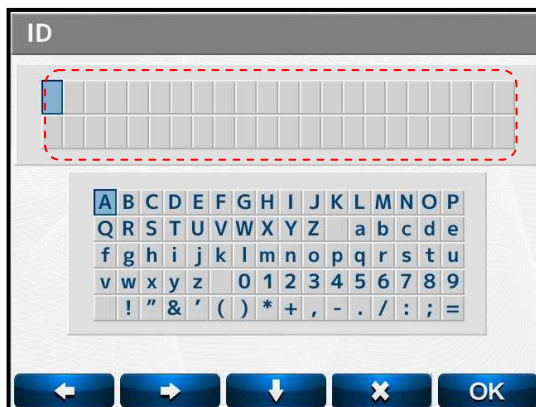 ID
A B C D E F G H I J K L M N O P
Q R S T U V W X Y Z a b c d e
f g h i j k l m n o p q r s t u
v w x y z 0 1 2 3 4 5 6 7 8 9
! " & ' ( ) * + , - . / : ; =
OK